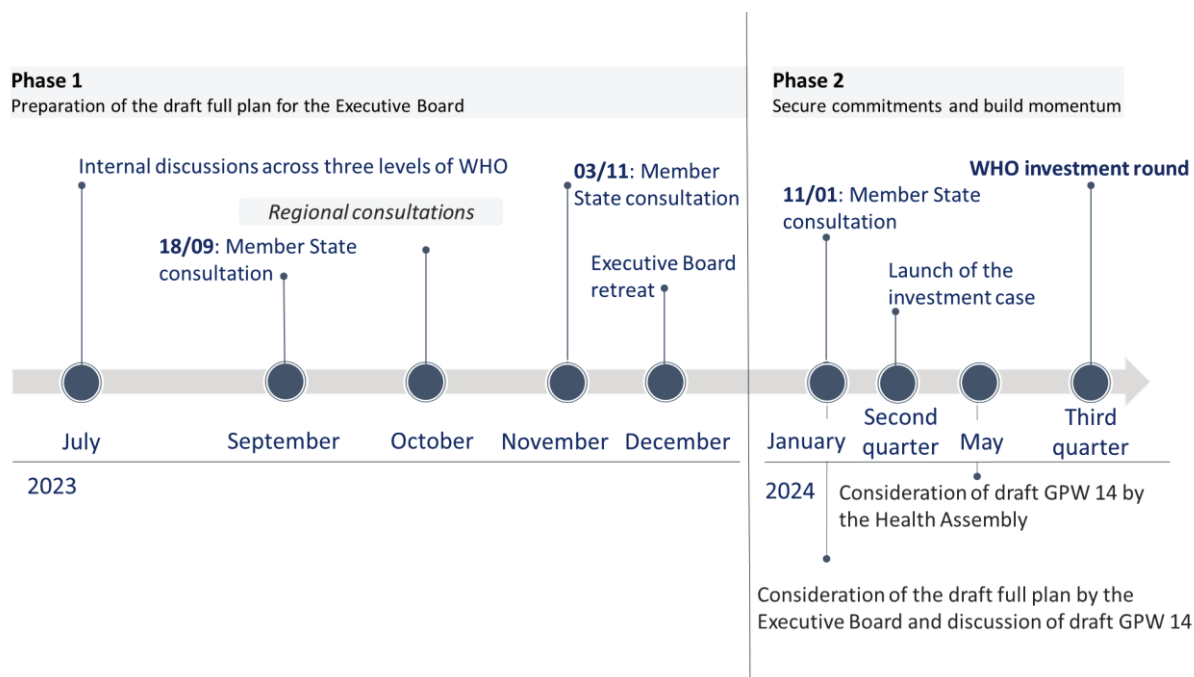 Phase 1
Preparation of the draft full plan for the Executive Board
Phase 2
Secure commitments and build momentum
Internal discussions across three levels of WHO
Regional consultations
18/09: Member State
consultation
03/11: Member
State consultation
Executive Board
retreat
11/01: Member State
consultation
Launch of the
investment case
WHO investment round
July
September
October
November
December
January
Second
quarter
May
Third
quarter
2023
2024
Consideration of draft GPW 14 by
the Health Assembly
Consideration of the draft full plan by the
Executive Board and discussion of draft GPW 14